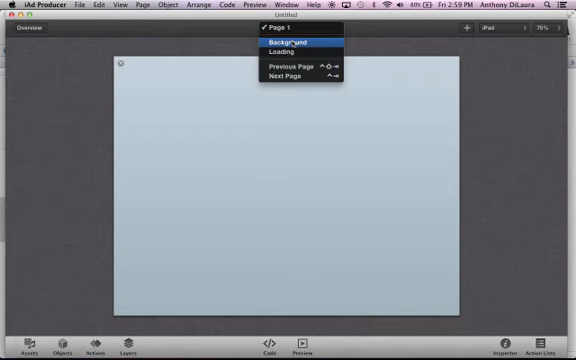 iAd Producer File Edit View Page Object Arrange Code Preview Window Help 80% Fri 2:59 PM Anthony DiLaura
Untitled
Overview ✓ Page 1 + iPad 79%
Background
Loading
Previous Page
Next Page
Assets Objects Actions Layers Code Preview Inspector Action Lists